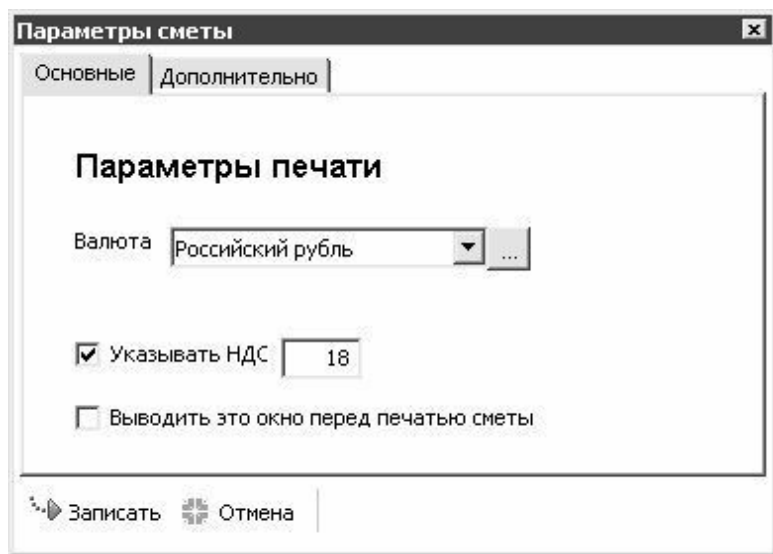 Параметры сметы
Основные Дополнительно
Параметры печати
Валюта Российский рубль ...
Указывать НДС 18
Выводить это окно перед печатью сметы
Записать Отмена